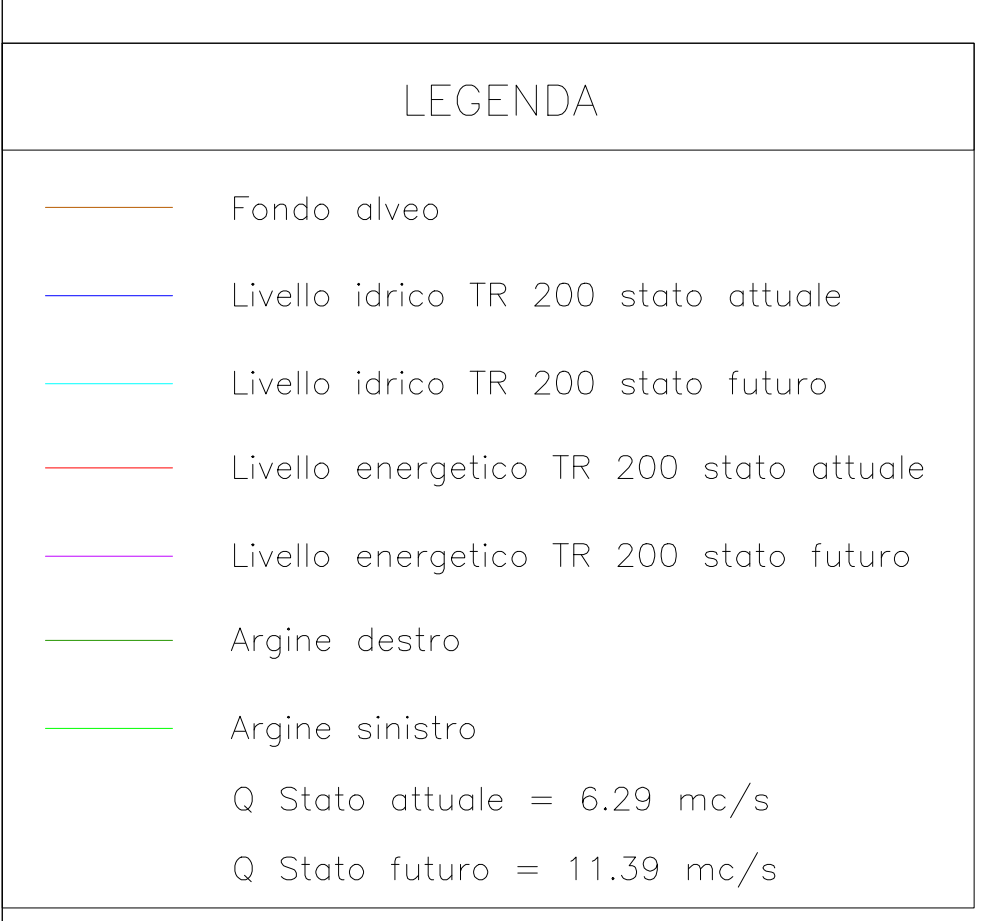 LEGENDA
Fondo alveo
Livello idrico TR 200 stato attuale
Livello idrico TR 200 stato futuro
Livello energetico TR 200 stato attuale
Livello energetico TR 200 stato futuro
Argine destro
Argine sinistro
Q Stato attuale = 6.29 mc/s
Q Stato futuro = 11.39 mc/s